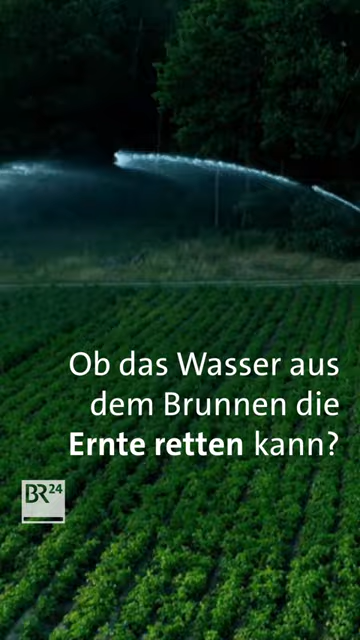 Ob das Wasser aus
dem Brunnen die
Ernte retten kann?
BR24